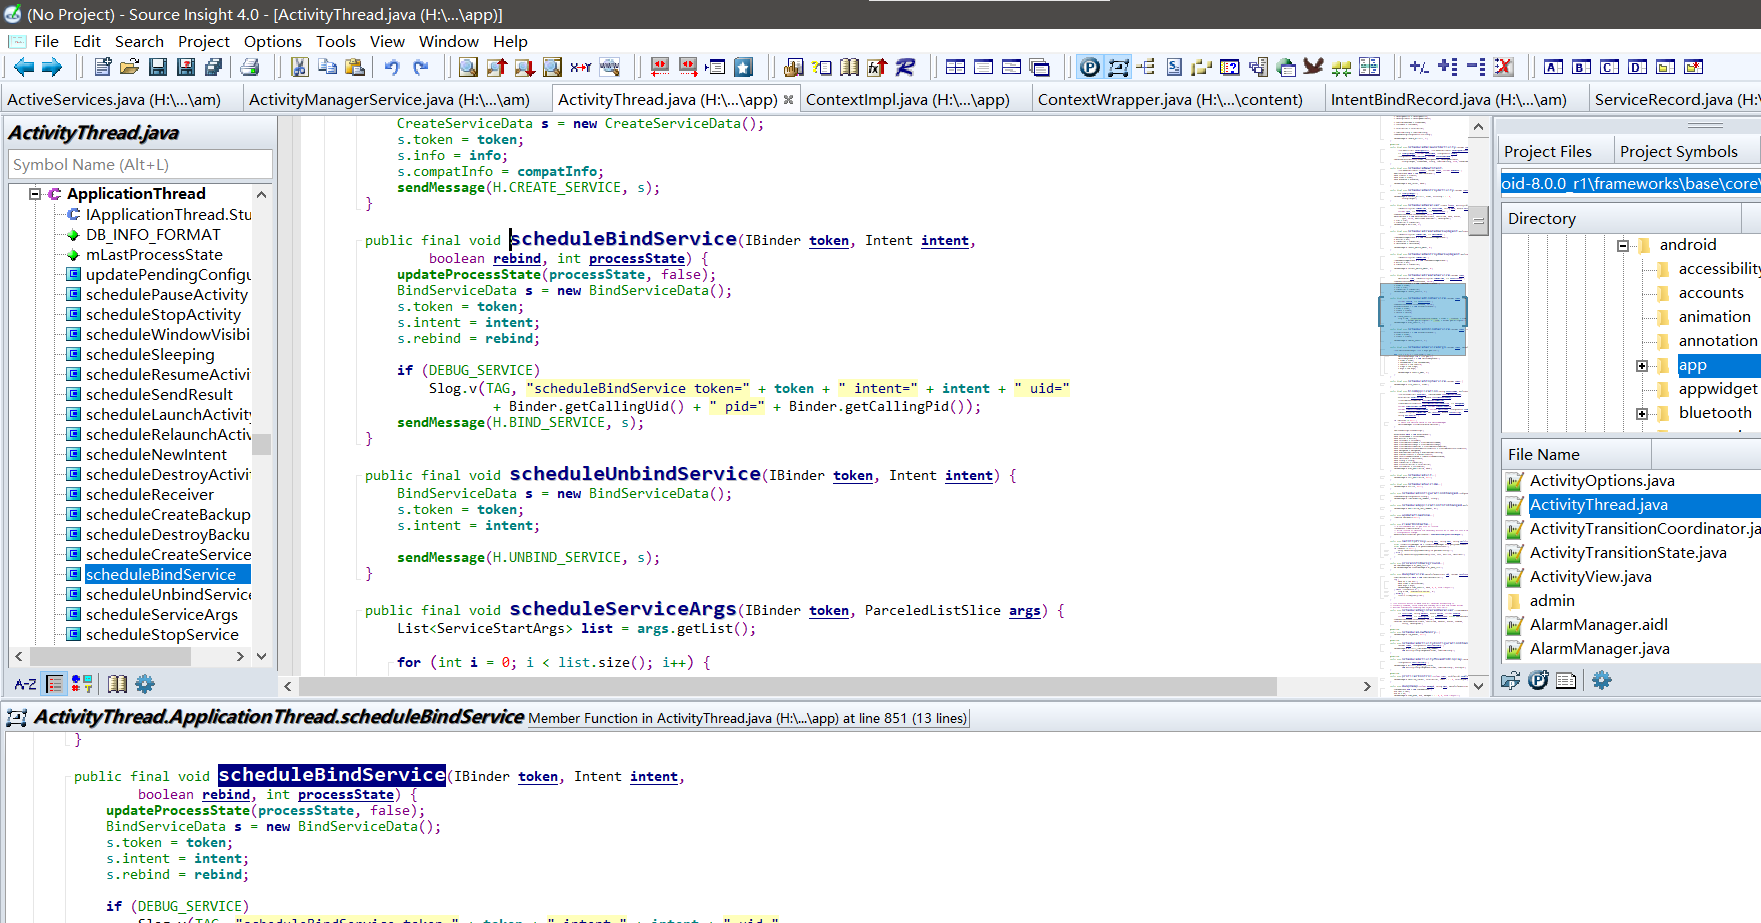 (No Project) - Source Insight 4.0 - [ActivityThread.java (H:\...\app)]
File Edit Search Project Options Tools View Window Help
ActiveServices.java (H:\...\am) ActivityManagerService.java (H:\...\am) ActivityThread.java (H:\...\app) ContextImpl.java (H:\...\app) ContextWrapper.java (H:\...\content) IntentBindRecord.java (H:\...\am) ServiceRecord.java (H:\
ActivityThread.java
Symbol Name (Alt+L)
ApplicationThread
IApplicationThread.Stu
DB_INFO_FORMAT
mLastProcessState
updatePendingConfigu
schedulePauseActivity
scheduleStopActivity
scheduleWindowVisibi
scheduleSleeping
scheduleResumeActivi
scheduleSendResult
scheduleLaunchActivity
scheduleRelaunchActiv
scheduleNewIntent
scheduleDestroyActivi
scheduleReceiver
scheduleCreateBackup
scheduleDestroyBacku
scheduleCreateService
scheduleBindService
scheduleUnbindService
scheduleServiceArgs
scheduleStopService
A-Z
CreateServiceData s = new CreateServiceData();
s.token = token;
s.info = info;
s.compatInfo = compatInfo;
sendMessage(H.CREATE_SERVICE, s);
}
public final void scheduleBindService(IBinder token, Intent intent,
boolean rebind, int processState) {
updateProcessState(processState, false);
BindServiceData s = new BindServiceData();
s.token = token;
s.intent = intent;
s.rebind = rebind;
if (DEBUG_SERVICE)
Slog.v(TAG, "scheduleBindService token=" + token + " intent=" + intent + " uid="
+ Binder.getCallingUid() + " pid=" + Binder.getCallingPid());
sendMessage(H.BIND_SERVICE, s);
}
public final void scheduleUnbindService(IBinder token, Intent intent) {
BindServiceData s = new BindServiceData();
s.token = token;
s.intent = intent;
sendMessage(H.UNBIND_SERVICE, s);
}
public final void scheduleServiceArgs(IBinder token, ParceledListSlice args) {
List<ServiceStartArgs> list = args.getList();
for (int i = 0; i < list.size(); i++) {
Project Files Project Symbols
oid-8.0.0_r1\frameworks\base\core\
Directory
android
accessibility
accounts
animation
annotation
app
appwidget
bluetooth
File Name
ActivityOptions.java
ActivityThread.java
ActivityTransitionCoordinator.ja
ActivityTransitionState.java
ActivityView.java
admin
AlarmManager.aidl
AlarmManager.java
ActivityThread.ApplicationThread.scheduleBindService Member Function in ActivityThread.java (H:\...\app) at line 851 (13 lines)
}
public final void scheduleBindService(IBinder token, Intent intent,
boolean rebind, int processState) {
updateProcessState(processState, false);
BindServiceData s = new BindServiceData();
s.token = token;
s.intent = intent;
s.rebind = rebind;
if (DEBUG_SERVICE)
Slog.v(TAG, "scheduleBindService token=" + token + " intent=" + intent + " uid="